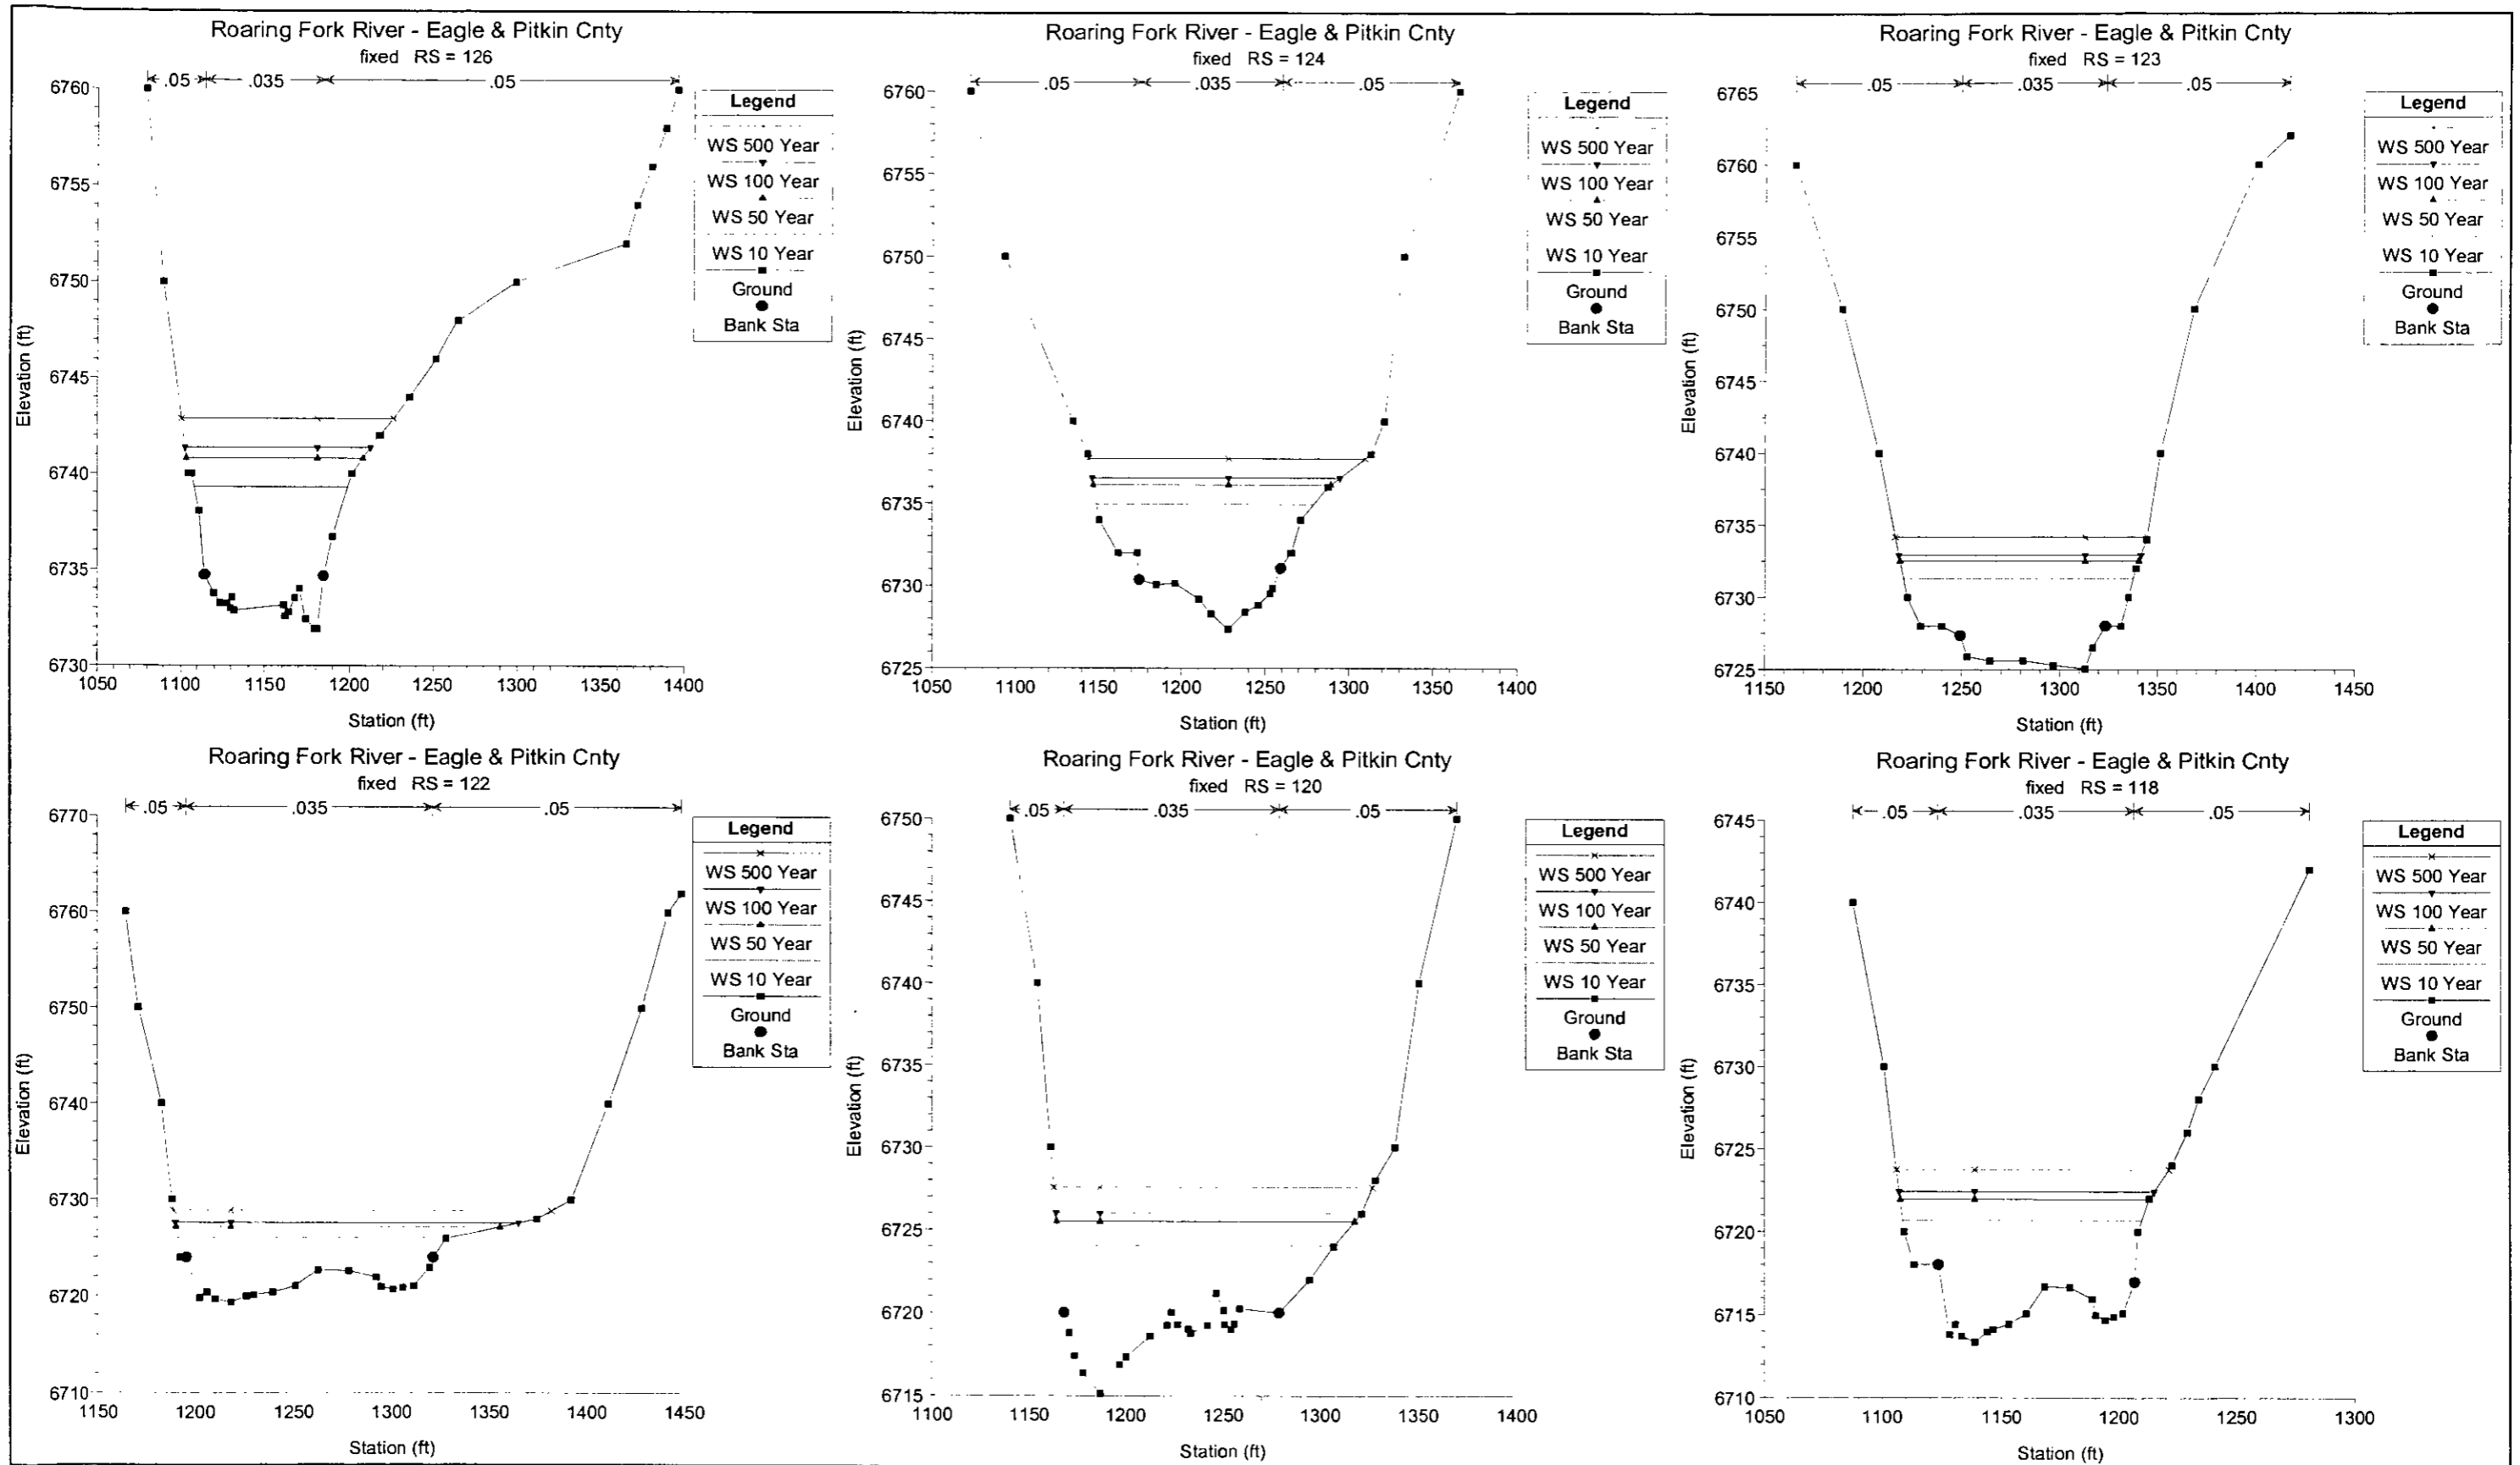 Roaring Fork River - Eagle & Pitkin Cnty
fixed RS = 126
.05 .035 .05
6760
6755
6750
6745
6740
6735
6730
Elevation (ft)
1050 1100 1150 1200 1250 1300 1350 1400
Station (ft)
Legend
WS 500 Year
WS 100 Year
WS 50 Year
WS 10 Year
Ground
Bank Sta
Roaring Fork River - Eagle & Pitkin Cnty
fixed RS = 124
.05 .035 .05
6760
6755
6750
6745
6740
6735
6730
6725
Elevation (ft)
1050 1100 1150 1200 1250 1300 1350 1400
Station (ft)
Legend
WS 500 Year
WS 100 Year
WS 50 Year
WS 10 Year
Ground
Bank Sta
Roaring Fork River - Eagle & Pitkin Cnty
fixed RS = 123
.05 .035 .05
6765
6760
6755
6750
6745
6740
6735
6730
6725
Elevation (ft)
1150 1200 1250 1300 1350 1400 1450
Station (ft)
Legend
WS 500 Year
WS 100 Year
WS 50 Year
WS 10 Year
Ground
Bank Sta
Roaring Fork River - Eagle & Pitkin Cnty
fixed RS = 122
.05 .035 .05
6770
6760
6750
6740
6730
6720
6710
Elevation (ft)
1150 1200 1250 1300 1350 1400 1450
Station (ft)
Legend
WS 500 Year
WS 100 Year
WS 50 Year
WS 10 Year
Ground
Bank Sta
Roaring Fork River - Eagle & Pitkin Cnty
fixed RS = 120
.05 .035 .05
6750
6745
6740
6735
6730
6725
6720
6715
Elevation (ft)
1100 1150 1200 1250 1300 1350 1400
Station (ft)
Legend
WS 500 Year
WS 100 Year
WS 50 Year
WS 10 Year
Ground
Bank Sta
Roaring Fork River - Eagle & Pitkin Cnty
fixed RS = 118
.05 .035 .05
6745
6740
6735
6730
6725
6720
6715
6710
Elevation (ft)
1050 1100 1150 1200 1250 1300
Station (ft)
Legend
WS 500 Year
WS 100 Year
WS 50 Year
WS 10 Year
Ground
Bank Sta